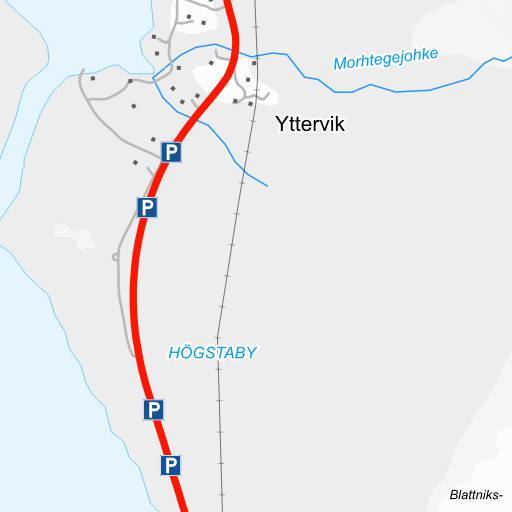 Morhtegejohke
Yttervik
P
P
HÖGSTABY
P
P
Blattniks-